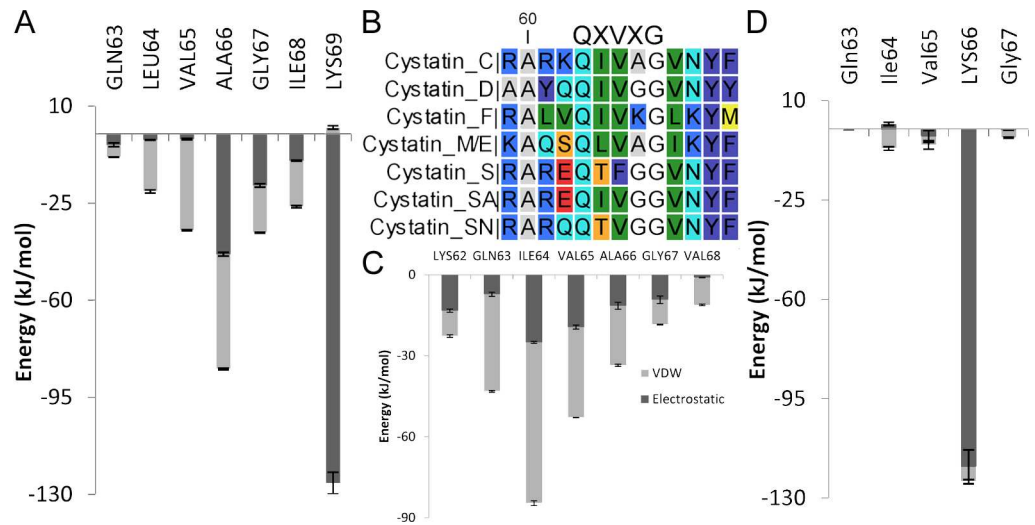 A
GLN63
LEU64
VAL65
ALA66
GLY67
ILE68
LYS69
10
-25
-60
-95
-130
Energy (kJ/mol)
B
60
QXVXG
Cystatin_C RARKQIVAGVNYF
Cystatin_D AAYQQIVGGVNYY
Cystatin_F RALVQIVKGLKYM
Cystatin_M/E KAQSQLVAGIKYF
Cystatin_S RAREQTFGGVNYF
Cystatin_SA RAREQIVGGVNYF
Cystatin_SN RARQQTVGGVNYF
C
LYS62 GLN63 ILE64 VAL65 ALA66 GLY67 VAL68
0
-30
-60
-90
Energy (kJ/mol)
VDW
Electrostatic
D
Gln63
Ile64
Val65
LYS66
Gly67
10
-25
-60
-95
-130
Energy (kJ/mol)